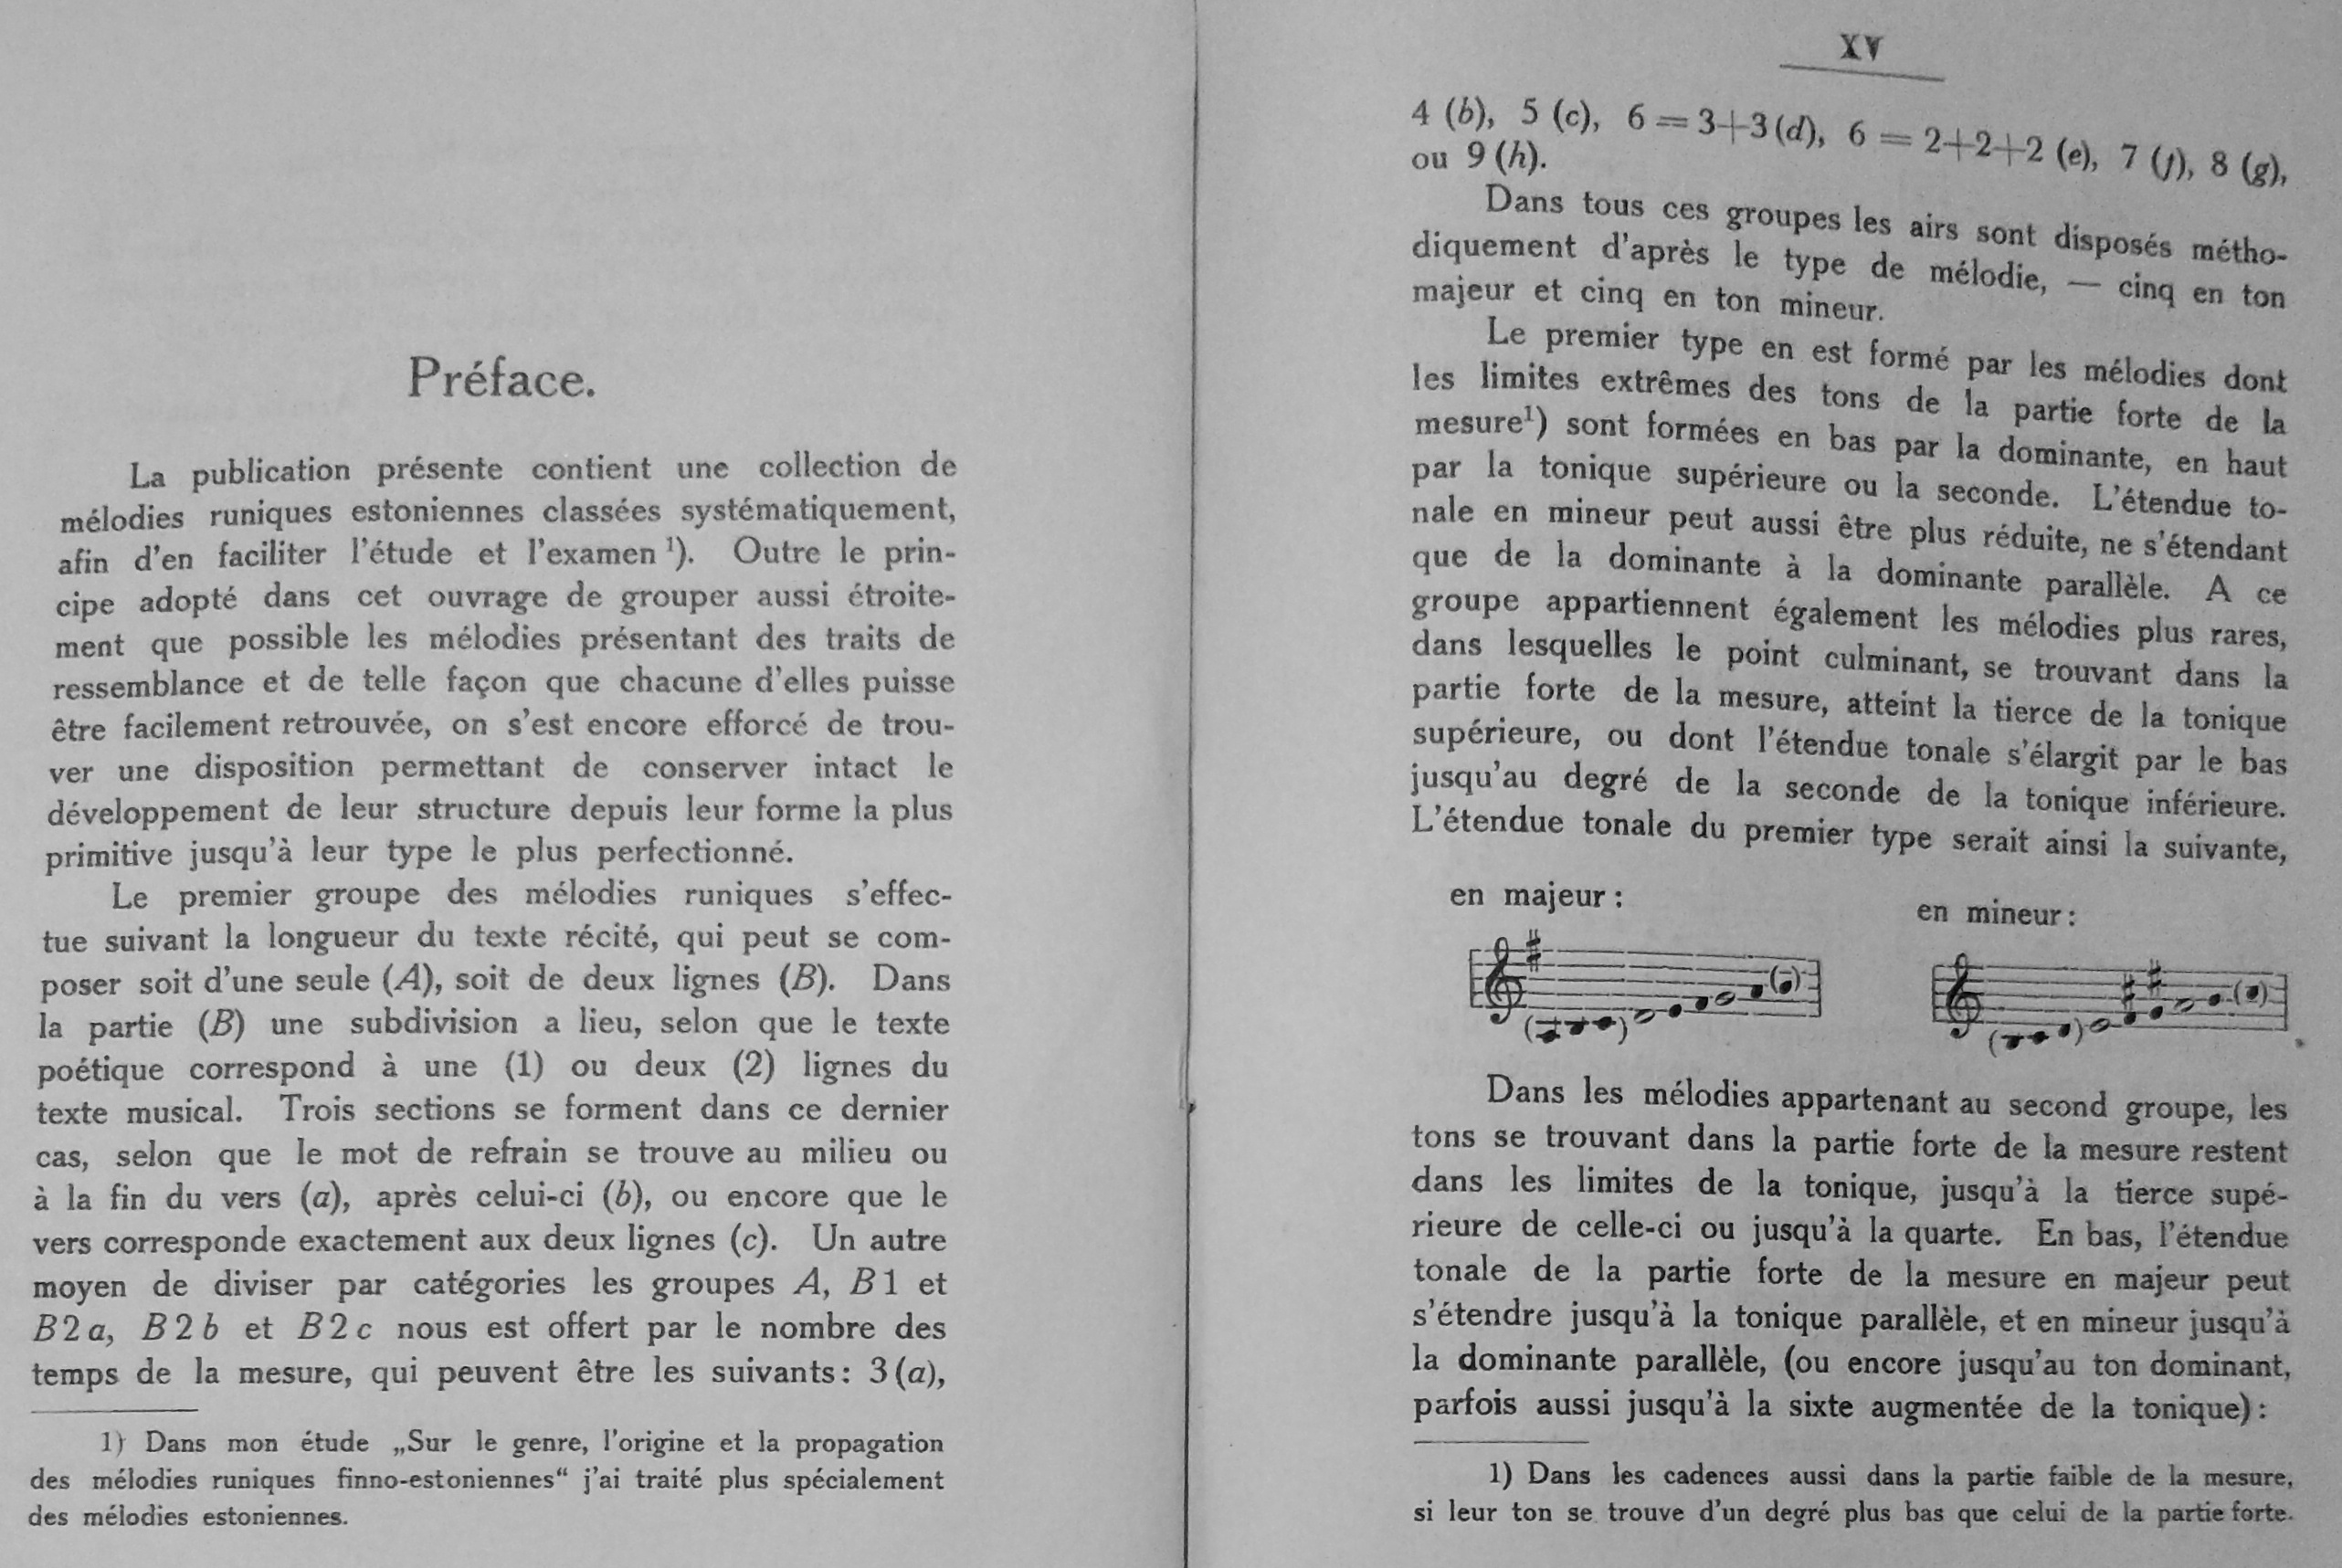 Préface.
La publication présente contient une collection de
mélodies runiques estoniennes classées systématiquement,
afin d'en faciliter l'étude et l'examen ¹). Outre le prin-
cipe adopté dans cet ouvrage de grouper aussi étroite-
ment que possible les mélodies présentant des traits de
ressemblance et de telle façon que chacune d'elles puisse
être facilement retrouvée, on s'est encore efforcé de trou-
ver une disposition permettant de conserver intact le
développement de leur structure depuis leur forme la plus
primitive jusqu'à leur type le plus perfectionné.
Le premier groupe des mélodies runiques s'effec-
tue suivant la longueur du texte récité, qui peut se com-
poser soit d'une seule (A), soit de deux lignes (B). Dans
la partie (B) une subdivision a lieu, selon que le texte
poétique correspond à une (1) ou deux (2) lignes du
texte musical. Trois sections se forment dans ce dernier
cas, selon que le mot de refrain se trouve au milieu ou
à la fin du vers (a), après celui-ci (b), ou encore que le
vers corresponde exactement aux deux lignes (c). Un autre
moyen de diviser par catégories les groupes A, B 1 et
B 2 a, B 2 b et B 2 c nous est offert par le nombre des
temps de la mesure, qui peuvent être les suivants: 3 (a),
1) Dans mon étude „Sur le genre, l'origine et la propagation
des mélodies runiques finno-estoniennes“ j'ai traité plus spécialement
des mélodies estoniennes.
XV
4 (b), 5 (c), 6 = 3+3 (d), 6 = 2+2+2 (e), 7 (f), 8 (g),
ou 9 (h).
Dans tous ces groupes les airs sont disposés métho-
diquement d'après le type de mélodie, — cinq en ton
majeur et cinq en ton mineur.
Le premier type en est formé par les mélodies dont
les limites extrêmes des tons de la partie forte de la
mesure¹) sont formées en bas par la dominante, en haut
par la tonique supérieure ou la seconde. L'étendue to-
nale en mineur peut aussi être plus réduite, ne s'étendant
que de la dominante à la dominante parallèle. A ce
groupe appartiennent également les mélodies plus rares,
dans lesquelles le point culminant, se trouvant dans la
partie forte de la mesure, atteint la tierce de la tonique
supérieure, ou dont l'étendue tonale s'élargit par le bas
jusqu'au degré de la seconde de la tonique inférieure.
L'étendue tonale du premier type serait ainsi la suivante,
en majeur :
en mineur :
Dans les mélodies appartenant au second groupe, les
tons se trouvant dans la partie forte de la mesure restent
dans les limites de la tonique, jusqu'à la tierce supé-
rieure de celle-ci ou jusqu'à la quarte. En bas, l'étendue
tonale de la partie forte de la mesure en majeur peut
s'étendre jusqu'à la tonique parallèle, et en mineur jusqu'à
la dominante parallèle, (ou encore jusqu'au ton dominant,
parfois aussi jusqu'à la sixte augmentée de la tonique) :
1) Dans les cadences aussi dans la partie faible de la mesure,
si leur ton se trouve d'un degré plus bas que celui de la partie forte.